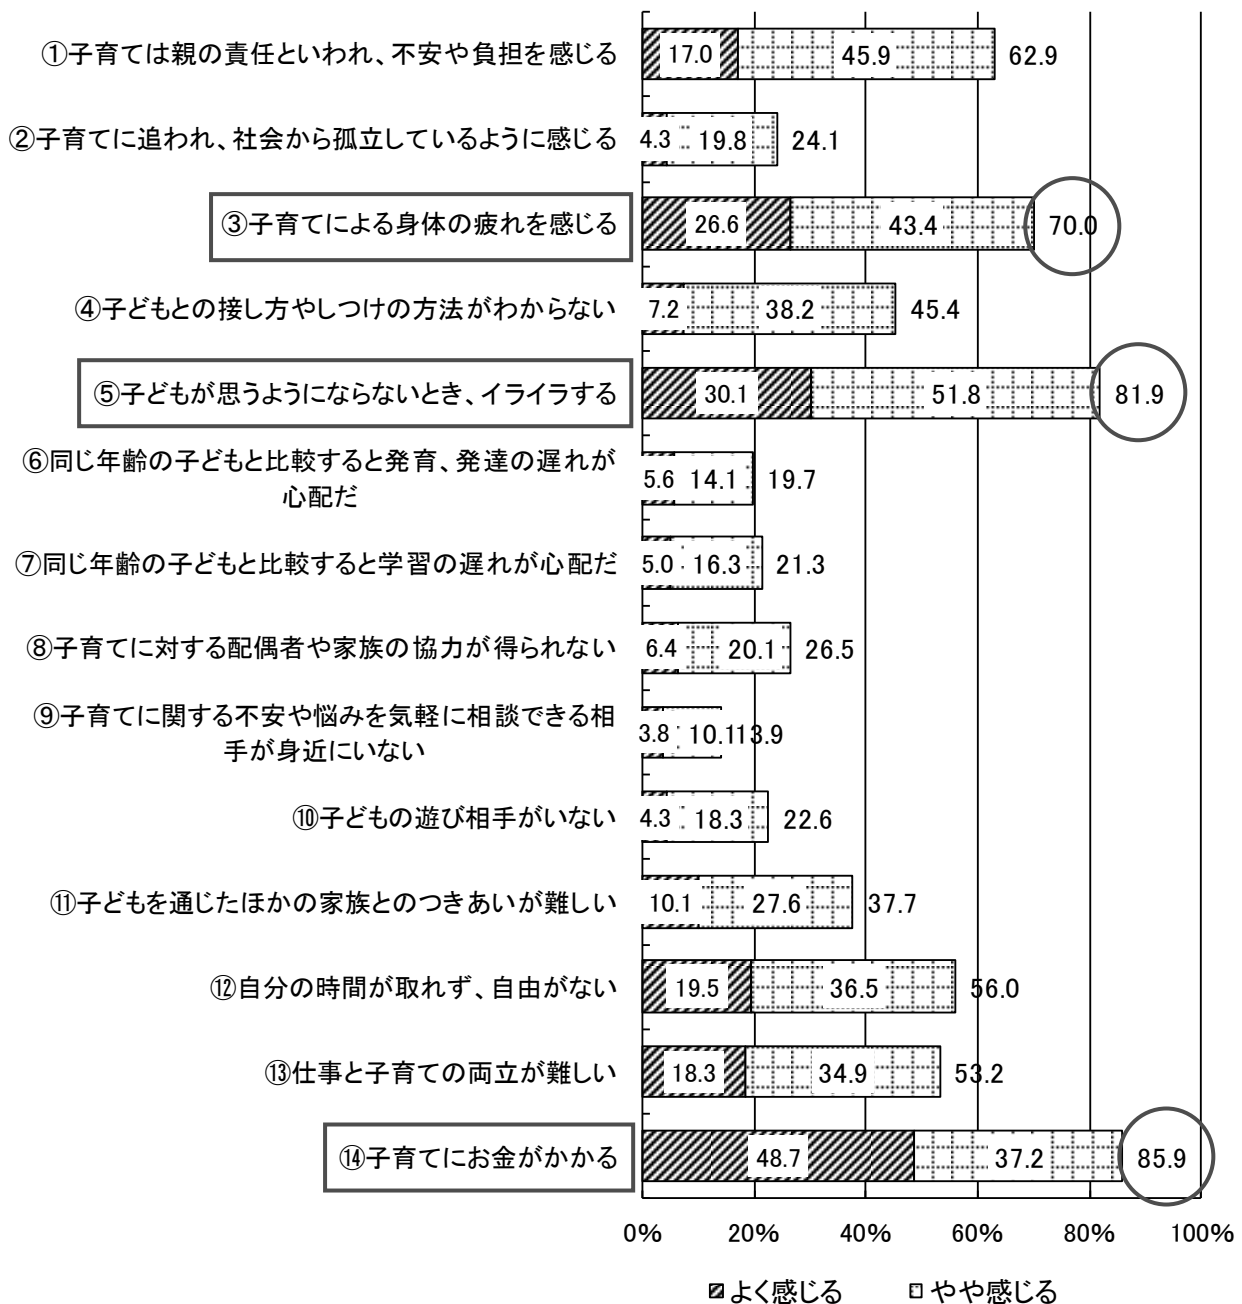 ①子育ては親の責任といわれ、不安や負担を感じる 17.0 45.9 62.9
②子育てに追われ、社会から孤立しているように感じる 4.3 19.8 24.1
③子育てによる身体の疲れを感じる 26.6 43.4 70.0
④子どもとの接し方やしつけの方法がわからない 7.2 38.2 45.4
⑤子どもが思うようにならないとき、イライラする 30.1 51.8 81.9
⑥同じ年齢の子どもと比較すると発育、発達の遅れが
心配だ 5.6 14.1 19.7
⑦同じ年齢の子どもと比較すると学習の遅れが心配だ 5.0 16.3 21.3
⑧子育てに対する配偶者や家族の協力が得られない 6.4 20.1 26.5
⑨子育てに関する不安や悩みを気軽に相談できる相
手が身近にいない 3.8 10.1 13.9
⑩子どもの遊び相手がいない 4.3 18.3 22.6
⑪子どもを通じたほかの家族とのつきあいが難しい 10.1 27.6 37.7
⑫自分の時間が取れず、自由がない 19.5 36.5 56.0
⑬仕事と子育ての両立が難しい 18.3 34.9 53.2
⑭子育てにお金がかかる 48.7 37.2 85.9
0% 20% 40% 60% 80% 100%
よく感じる やや感じる